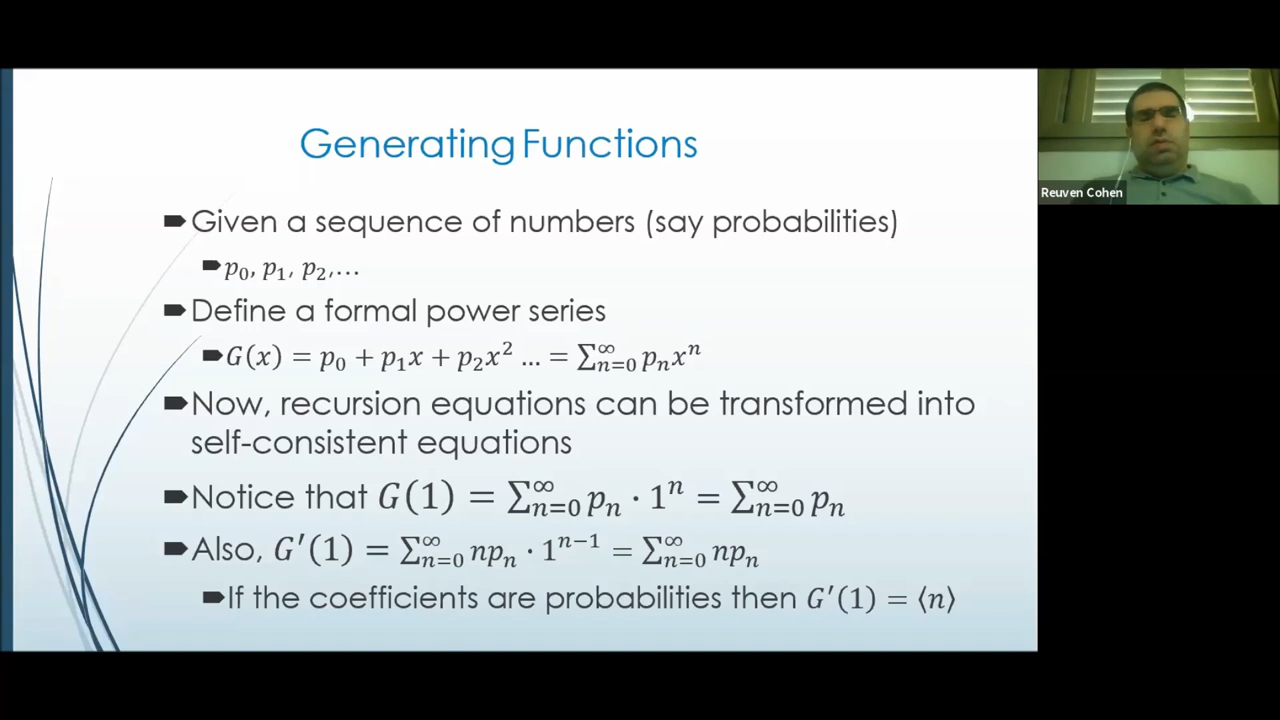 Generating Functions
Given a sequence of numbers (say probabilities)
p₀, p₁, p₂,…
Define a formal power series
G(x) = p₀ + p₁x + p₂x² … = ∑ₙ₌₀^∞ pₙxⁿ
Now, recursion equations can be transformed into
self-consistent equations
Notice that G(1) = ∑ₙ₌₀^∞ pₙ · 1ⁿ = ∑ₙ₌₀^∞ pₙ
Also, G′(1) = ∑ₙ₌₀^∞ npₙ · 1ⁿ⁻¹ = ∑ₙ₌₀^∞ npₙ
If the coefficients are probabilities then G′(1) = ⟨n⟩
Reuven Cohen